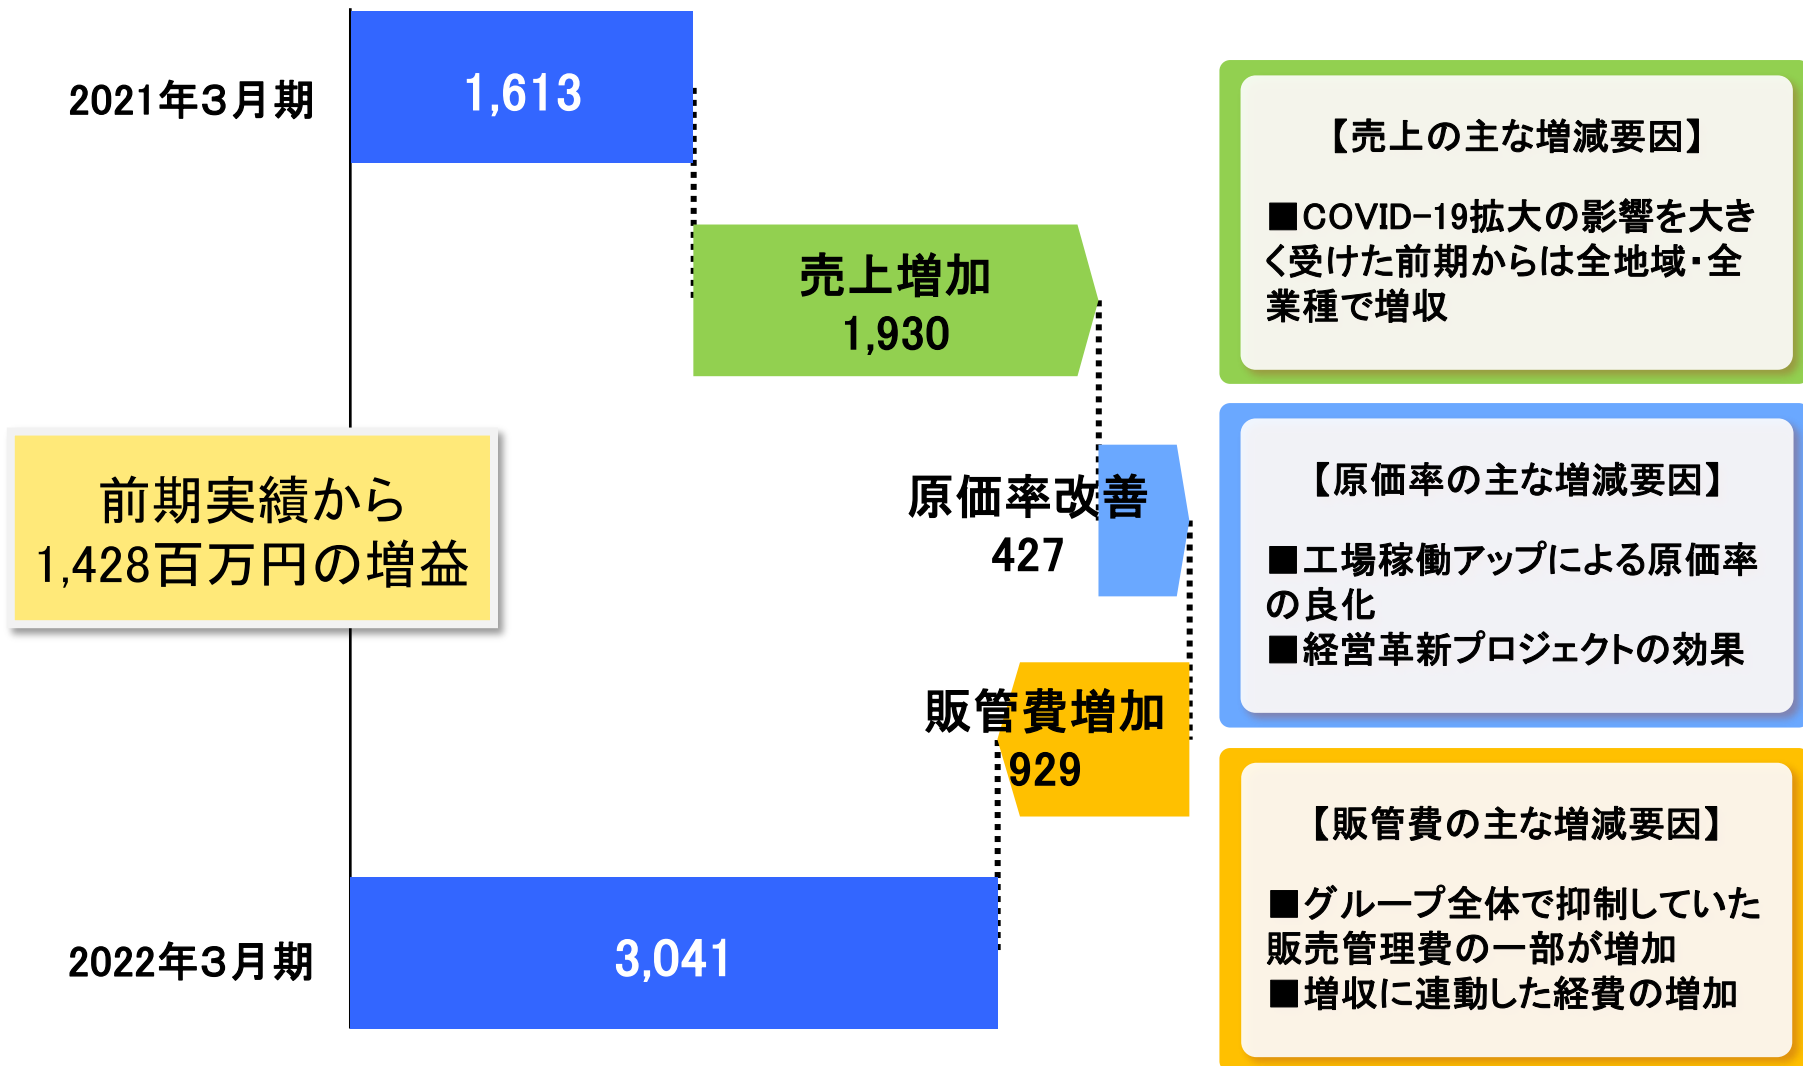 2021年３月期
1,613
売上増加
1,930
原価率改善
427
前期実績から
1,428百万円の増益
販管費増加
929
2022年３月期
3,041
【売上の主な増減要因】
■COVID-19拡大の影響を大き
く受けた前期からは全地域・全
業種で増収
【原価率の主な増減要因】
■工場稼働アップによる原価率
の良化
■経営革新プロジェクトの効果
【販管費の主な増減要因】
■グループ全体で抑制していた
販売管理費の一部が増加
■増収に連動した経費の増加